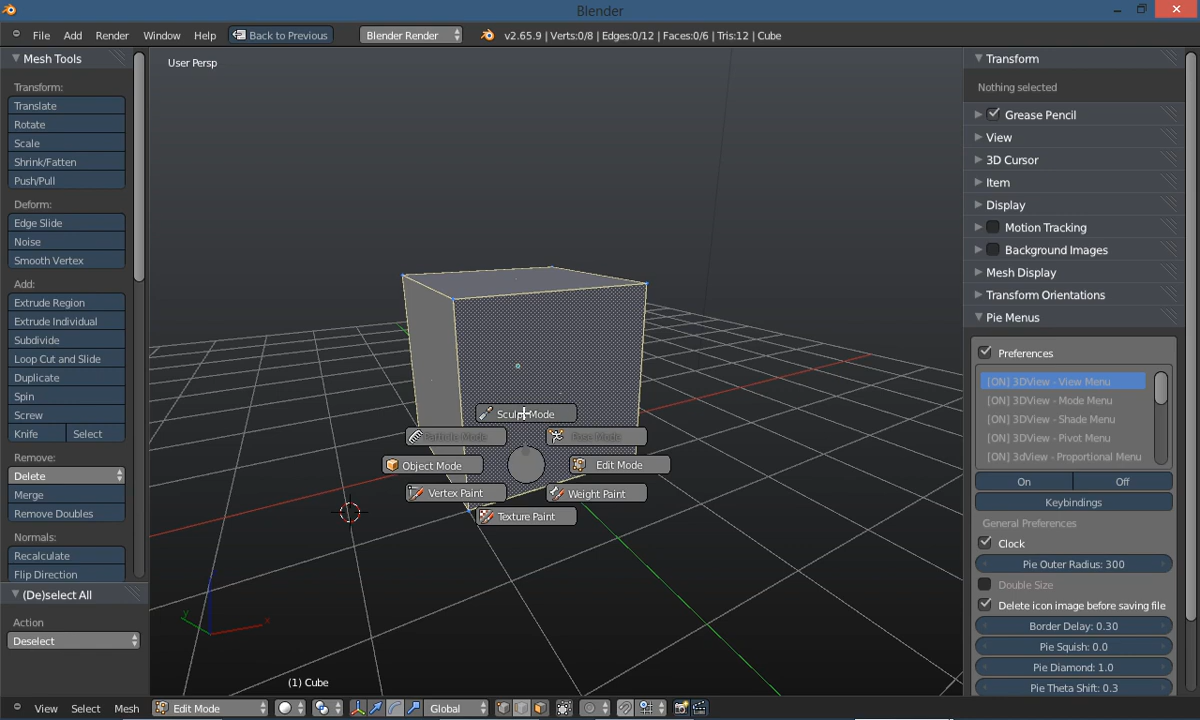 Blender
File Add Render Window Help Back to Previous Blender Render v2.65.9 | Verts:0/8 | Edges:0/12 | Faces:0/6 | Tris:12 | Cube
Mesh Tools
Transform:
Translate
Rotate
Scale
Shrink/Fatten
Push/Pull
Deform:
Edge Slide
Noise
Smooth Vertex
Add:
Extrude Region
Extrude Individual
Subdivide
Loop Cut and Slide
Duplicate
Spin
Screw
Knife Select
Remove:
Delete
Merge
Remove Doubles
Normals:
Recalculate
Flip Direction
(De)select All
Action
Deselect
User Persp
Sculpt Mode
Particle Mode Pose Mode
Object Mode Edit Mode
Vertex Paint Weight Paint
Texture Paint
x
y
(1) Cube
Transform
Nothing selected
Grease Pencil
View
3D Cursor
Item
Display
Motion Tracking
Background Images
Mesh Display
Transform Orientations
Pie Menus
Preferences
[ON] 3DView - View Menu
[ON] 3DView - Mode Menu
[ON] 3DView - Shade Menu
[ON] 3DView - Pivot Menu
[ON] 3DView - Proportional Menu
On Off
Keybindings
General Preferences
Clock
Pie Outer Radius: 300
Double Size
Delete icon image before saving file
Border Delay: 0.30
Pie Squish: 0.0
Pie Diamond: 1.0
Pie Theta Shift: 0.3
View Select Mesh Edit Mode Global